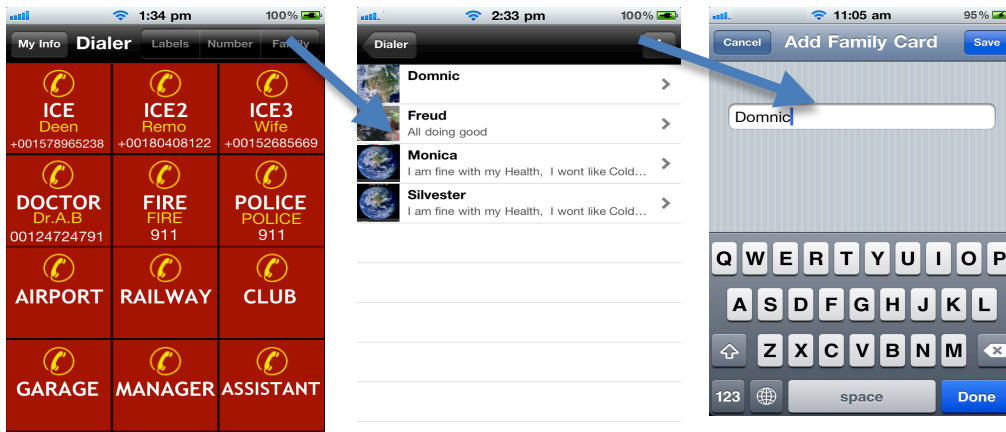 1:34 pm 100%
My Info Dialer Labels Number Family
ICE ICE2 ICE3
Deen Remo Wife
+001578965238 +00180408122 +00152685669
DOCTOR FIRE POLICE
Dr.A.B FIRE POLICE
00124724791 911 911
AIRPORT RAILWAY CLUB
GARAGE MANAGER ASSISTANT
2:33 pm 100%
Dialer
Domnic
Freud
All doing good
Monica
I am fine with my Health, I wont like Cold...
Silvester
I am fine with my Health, I wont like Cold...
11:05 am 95%
Cancel Add Family Card Save
Domnic
Q W E R T Y U I O P
A S D F G H J K L
Z X C V B N M
123 space Done